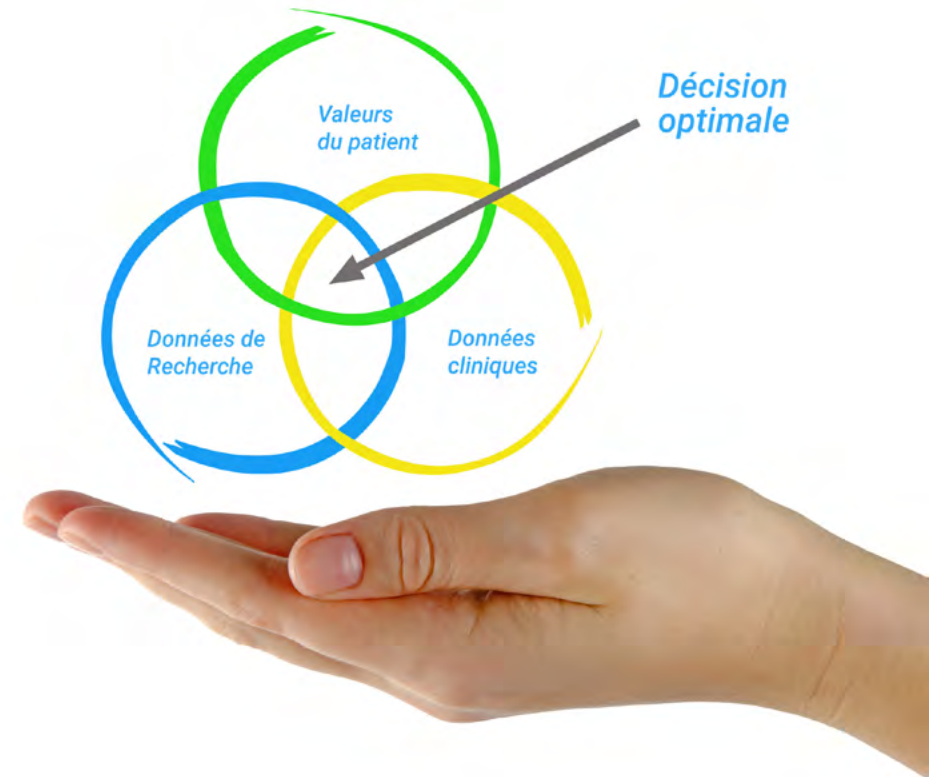 Valeurs
du patient
Décision
optimale
Données de
Recherche
Données
cliniques